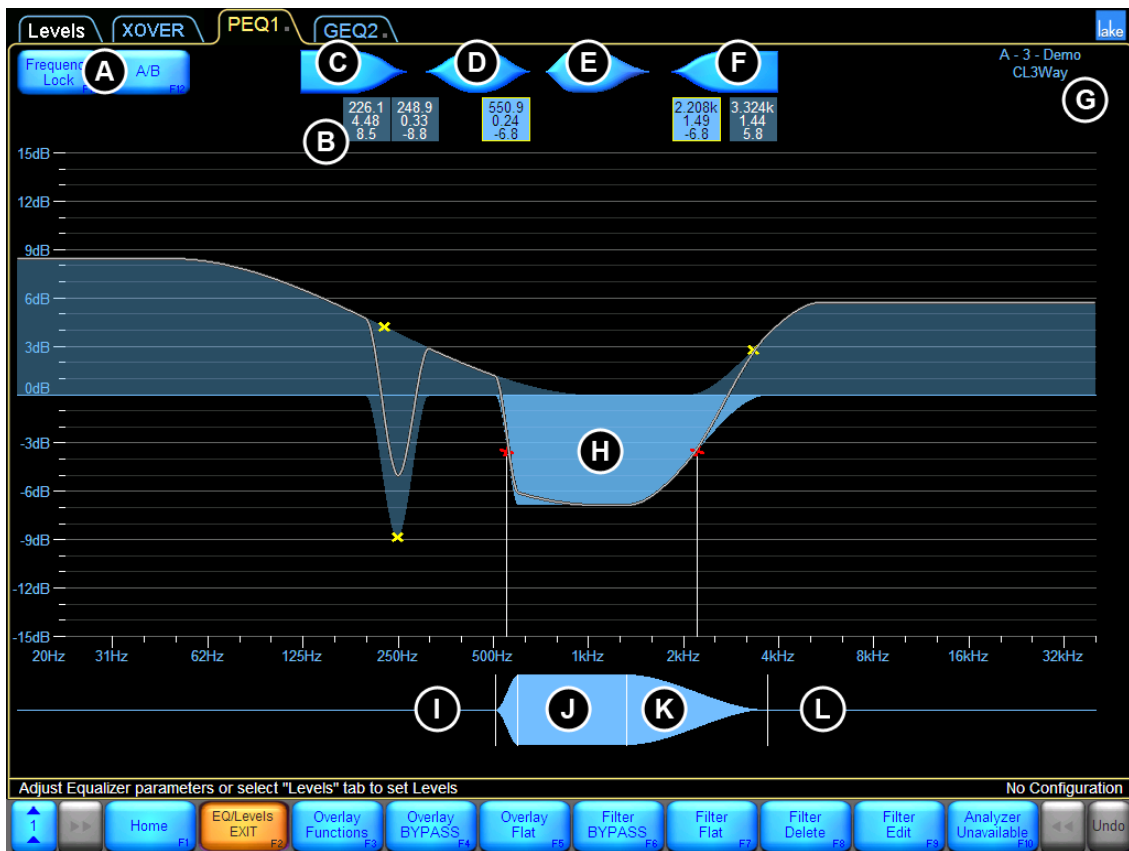 Levels XOVER PEQ1 GEQ2
lake
Lock A/B F12
A C D E F
A - 3 - Demo
CL3Way
G
226.1 248.9 550.9 2.208k 3.324k
4.48 0.33 0.24 1.49 1.44
8.5 -8.8 -6.8 -6.8 5.8
B
15dB
12dB
9dB
6dB
3dB
0dB
-3dB
H
-6dB
-9dB
-12dB
-15dB
20Hz 31Hz 62Hz 125Hz 250Hz 500Hz 1kHz 2kHz 4kHz 8kHz 16kHz 32kHz
I J K L
Adjust Equalizer parameters or select "Levels" tab to set Levels No Configuration
1
Home F1
EQ/Levels
EXIT F2
Overlay
Functions F3
Overlay
BYPASS F4
Overlay
Flat F5
Filter
BYPASS F6
Filter
Flat F7
Filter
Delete F8
Filter
Edit F9
Analyzer
Unavailable F10
Undo